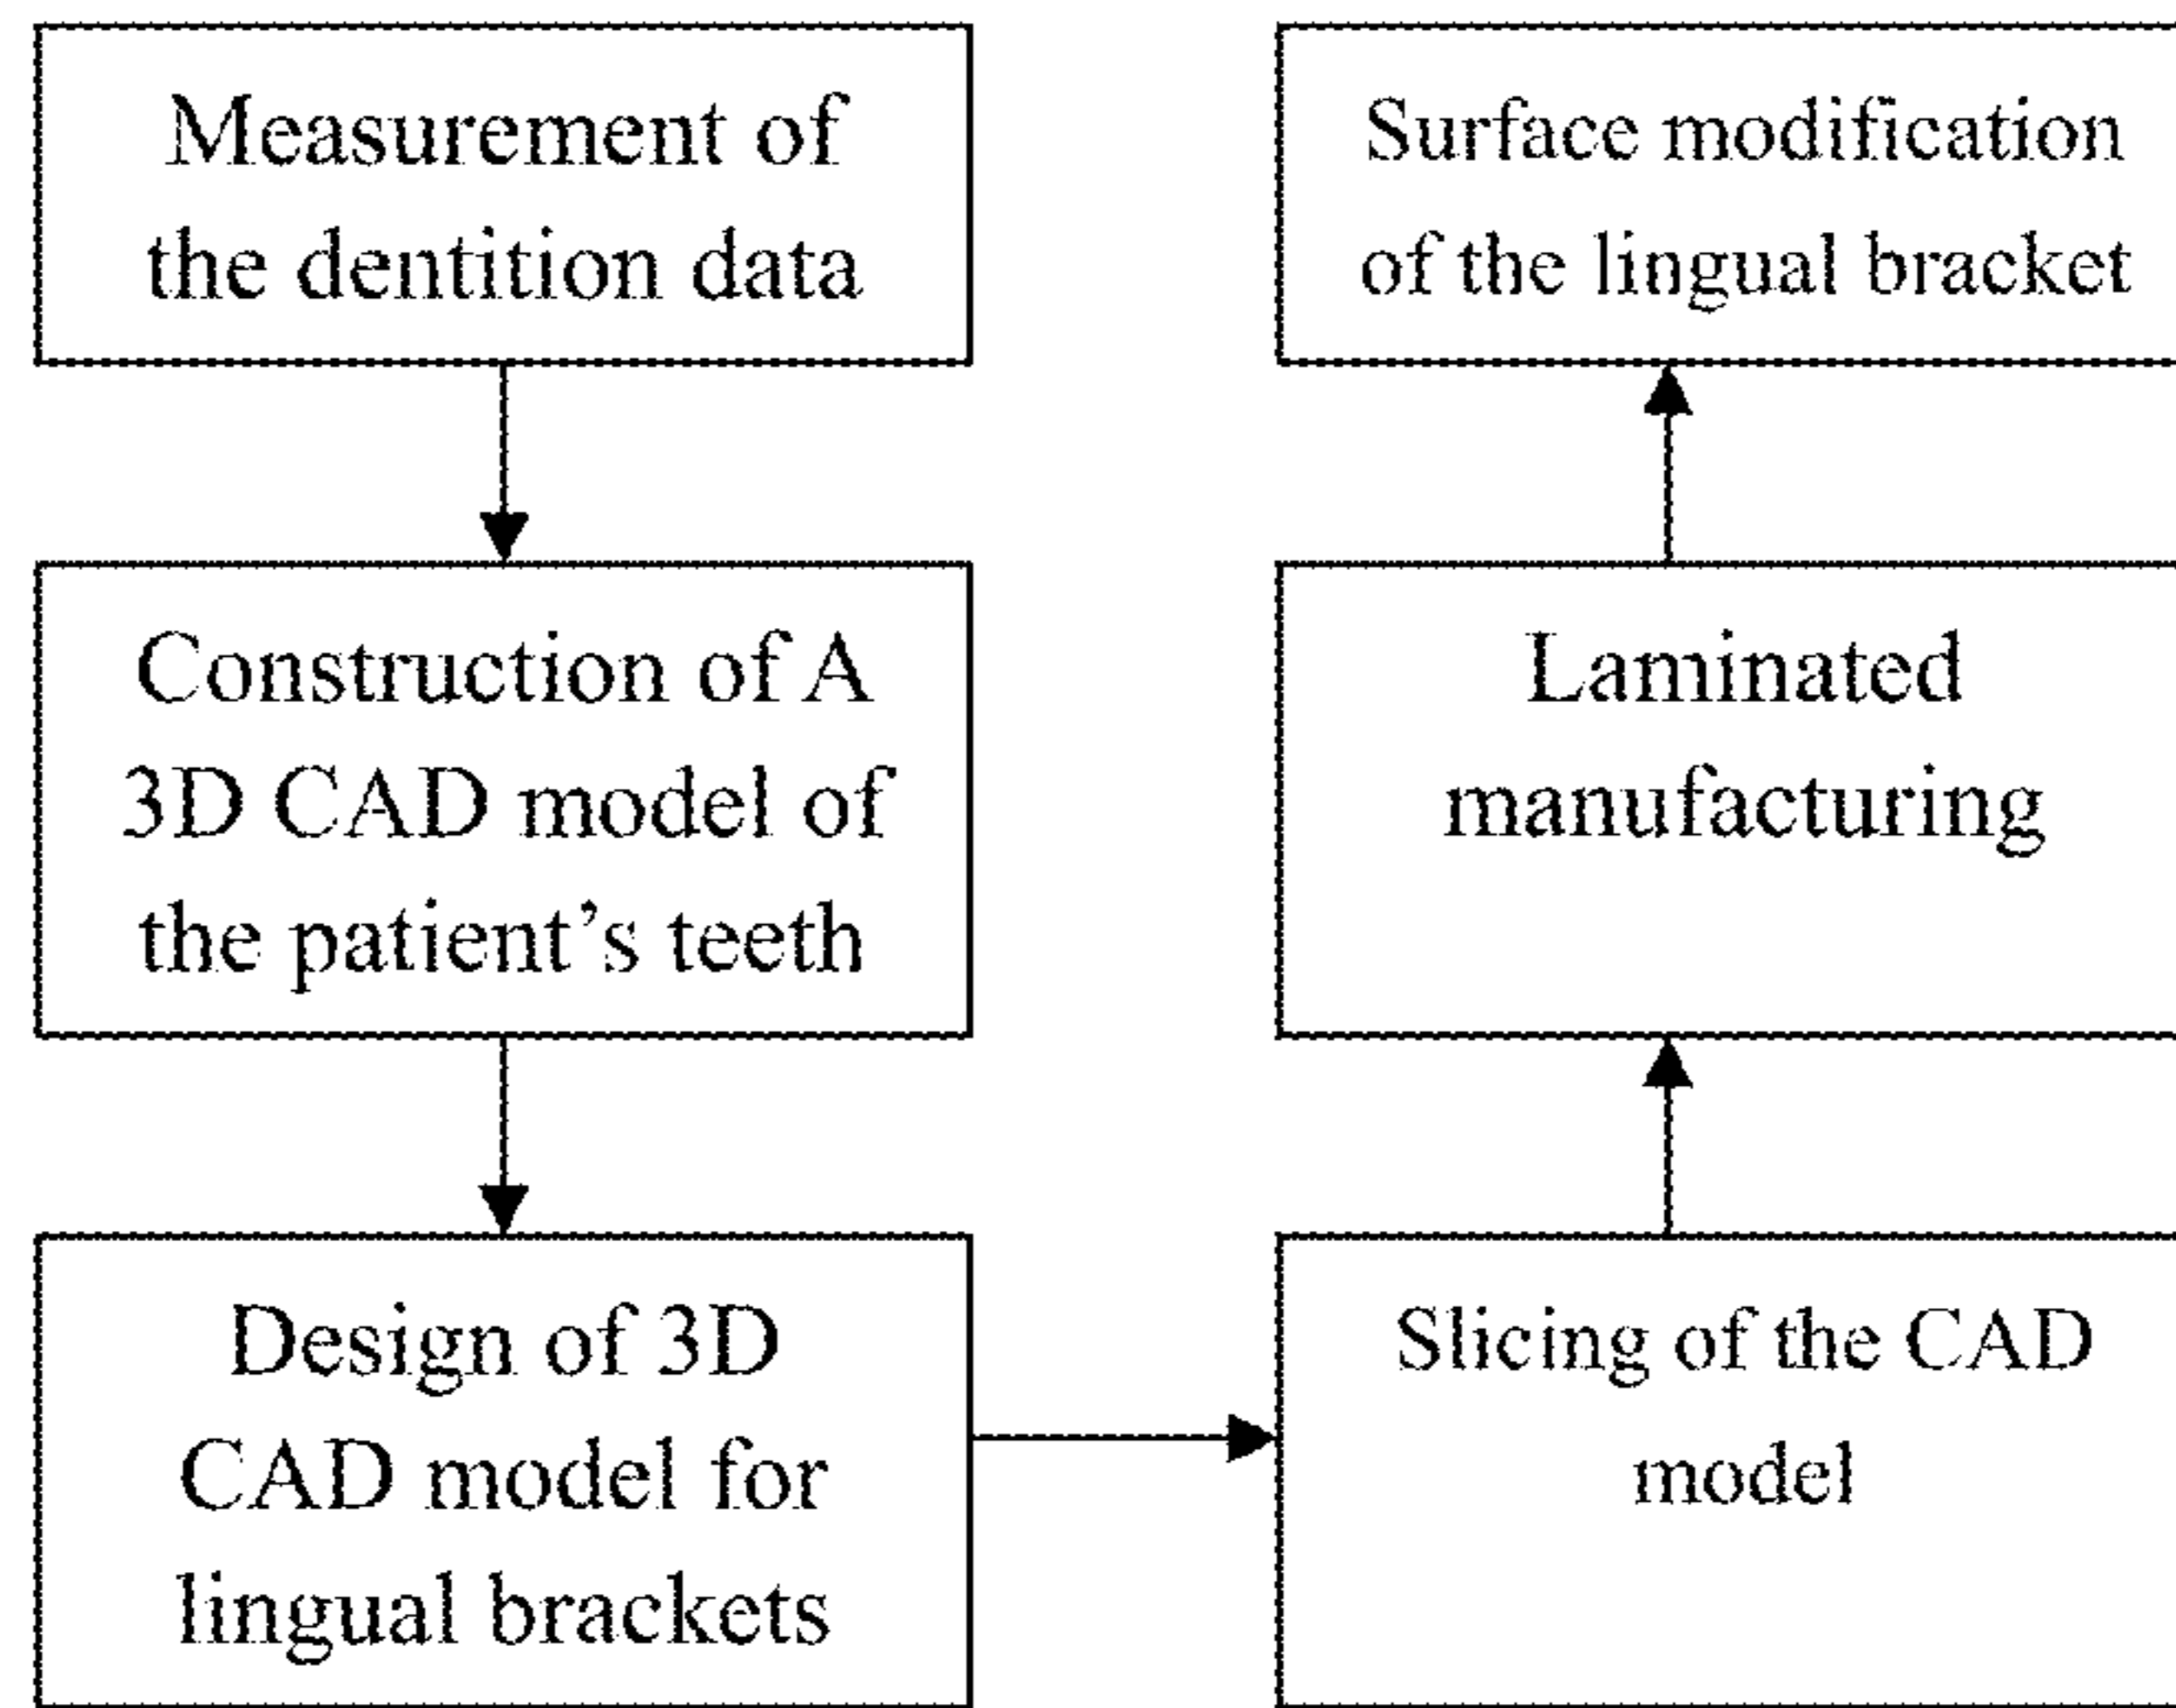 Measurement of
the dentition data
Construction of A
3D CAD model of
the patient’s teeth
Design of 3D
CAD model for
lingual brackets
Slicing of the CAD
model
Laminated
manufacturing
Surface modification
of the lingual bracket